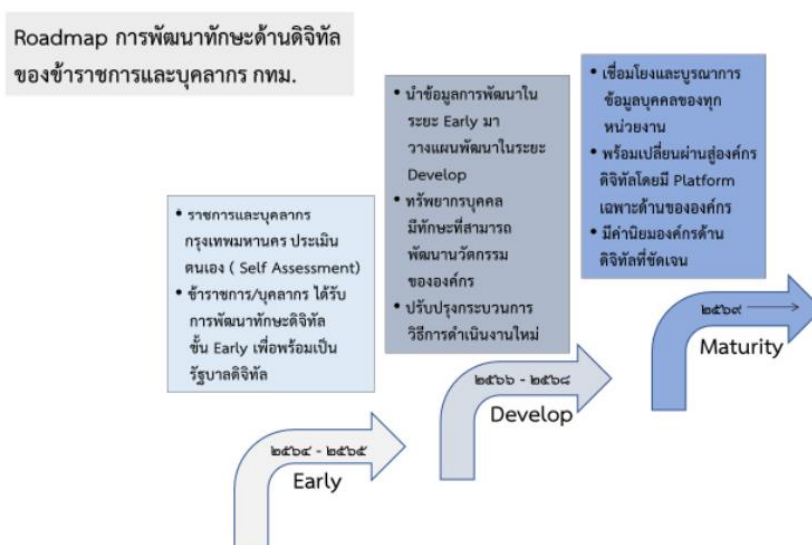 Roadmap การพัฒนาทักษะด้านดิจิทัล
ของข้าราชการและบุคลากร กทม.
• ราชการและบุคลากร
กรุงเทพมหานคร ประเมิน
ตนเอง ( Self Assessment)
• ข้าราชการ/บุคลากร ได้รับ
การพัฒนาทักษะดิจิทัล
ขั้น Early เพื่อพร้อมเป็น
รัฐบาลดิจิทัล
๒๕๖๔ - ๒๕๖๕
Early
• นำข้อมูลการพัฒนาใน
ระยะ Early มา
วางแผนพัฒนาในระยะ
Develop
• ทรัพยากรบุคคล
มีทักษะที่สามารถ
พัฒนานวัตกรรม
ขององค์กร
• ปรับปรุงกระบวนการ
วิธีการดำเนินงานใหม่
๒๕๖๖ - ๒๕๖๘
Develop
• เชื่อมโยงและบูรณาการ
ข้อมูลบุคคลของทุก
หน่วยงาน
• พร้อมเปลี่ยนผ่านสู่องค์กร
ดิจิทัลโดยมี Platform
เฉพาะด้านขององค์กร
• มีค่านิยมองค์กรด้าน
ดิจิทัลที่ชัดเจน
๒๕๖๙
Maturity